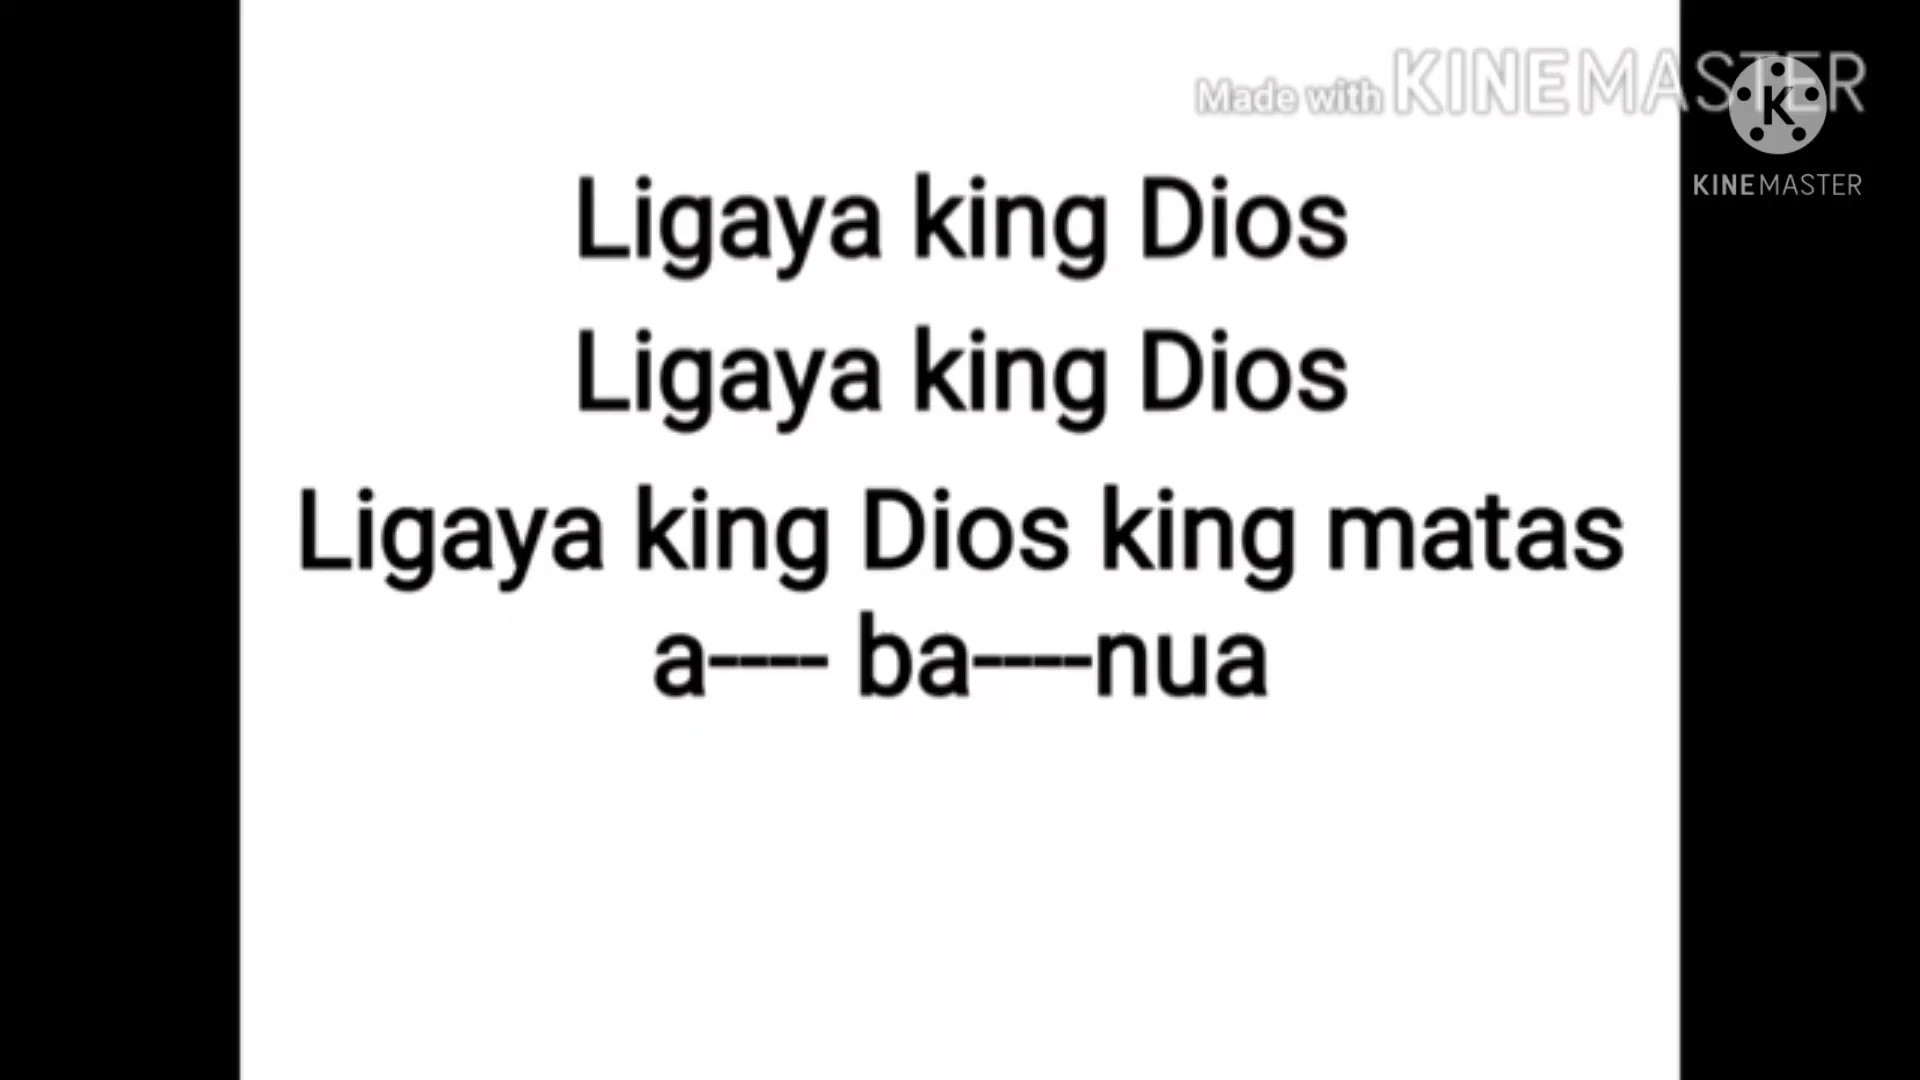 Made with KINEMASTER
K
KINEMASTER
Ligaya king Dios
Ligaya king Dios
Ligaya king Dios king matas
a---- ba----nua